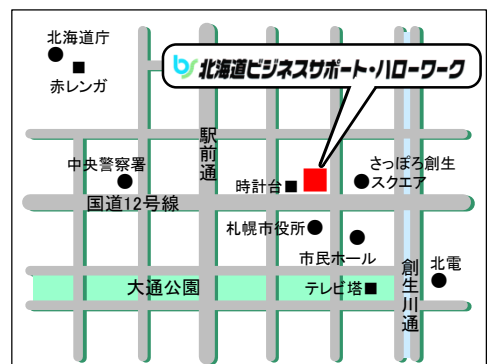 北海道庁
赤レンガ
bs 北海道ビジネスサポート・ハローワーク
駅前通
中央警察署
時計台
さっぽろ創生
スクエア
国道12号線
札幌市役所
市民ホール
大通公園
テレビ塔
創生川通
北電